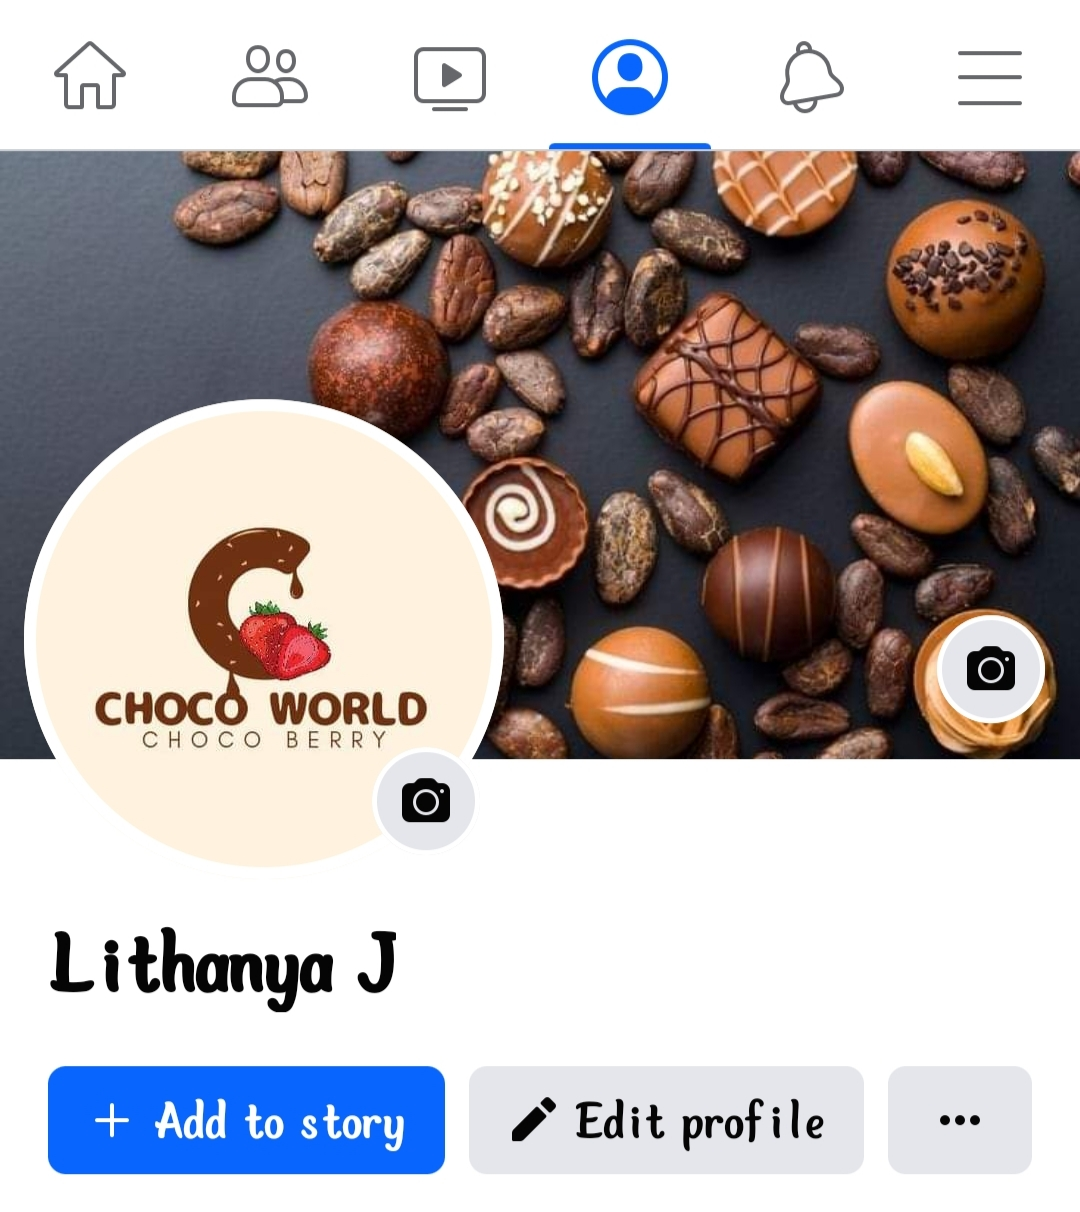 CHOCO WORLD
CHOCO BERRY
Lithanya J
Add to story
Edit profile